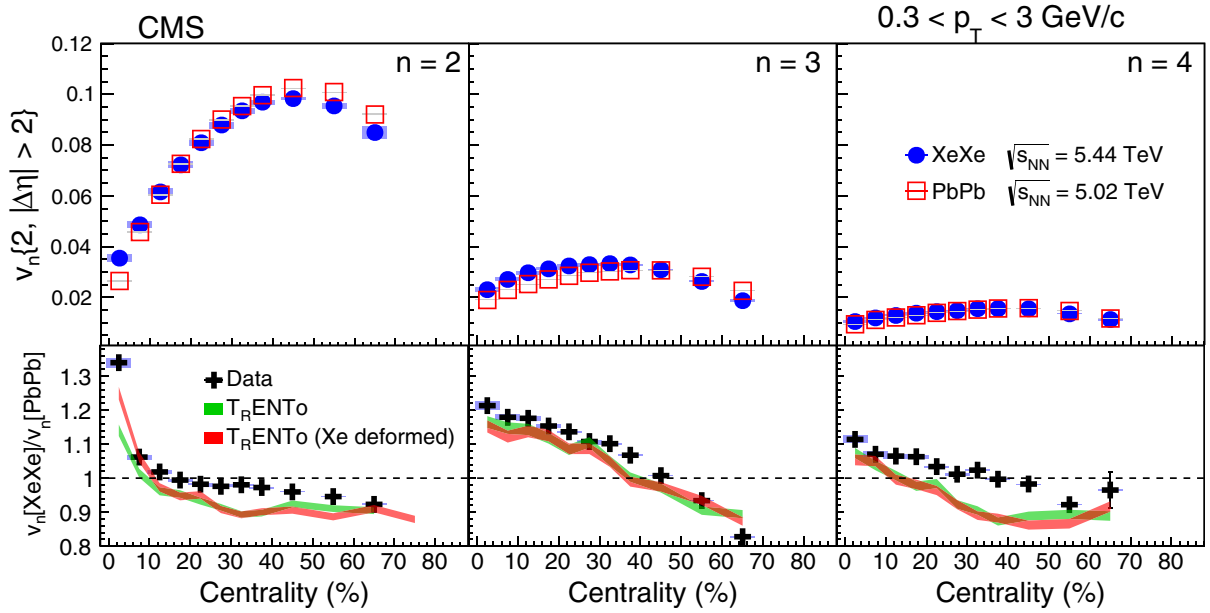 CMS
0.3 < p_T < 3 GeV/c
v_n{2, |Δη| > 2}
0.12
0.1
0.08
0.06
0.04
0.02
n = 2
n = 3
n = 4
XeXe √s_NN = 5.44 TeV
PbPb √s_NN = 5.02 TeV
v_n[XeXe]/v_n[PbPb]
1.3
1.2
1.1
1
0.9
0.8
Data
T_RENTo
T_RENTo (Xe deformed)
0 10 20 30 40 50 60 70 80
0 10 20 30 40 50 60 70 80
0 10 20 30 40 50 60 70 80
Centrality (%)
Centrality (%)
Centrality (%)